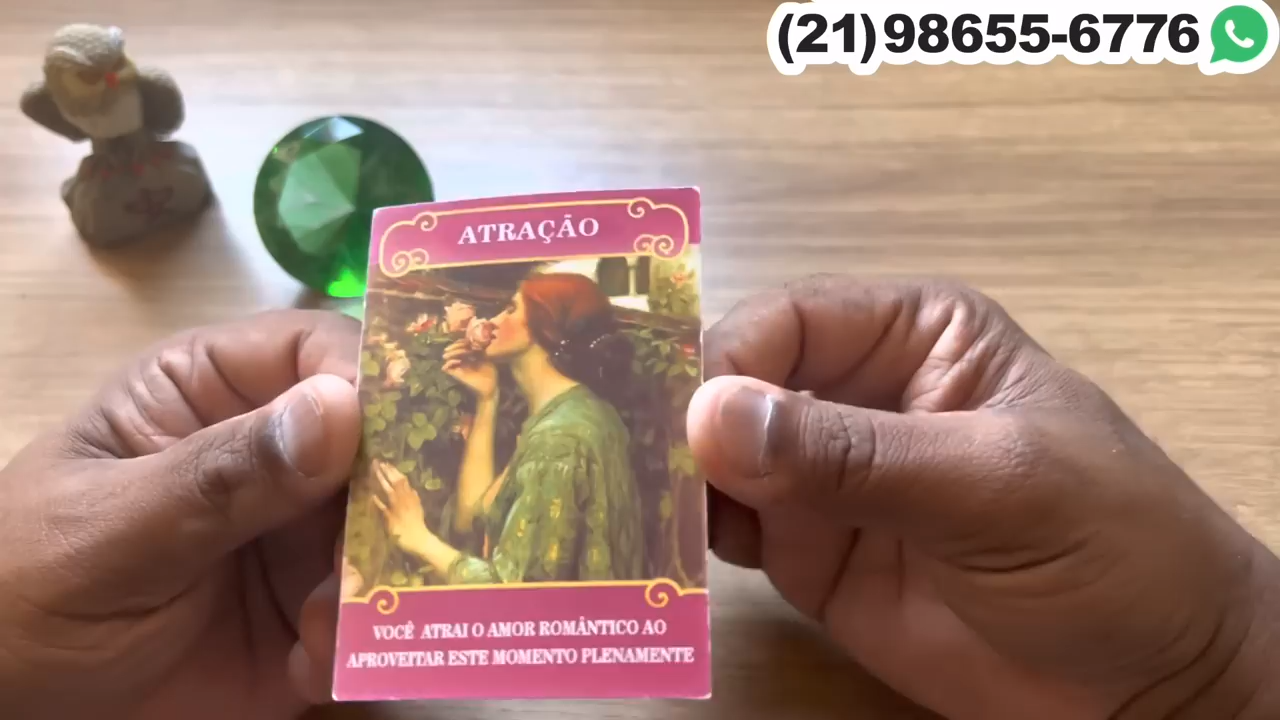 (21)98655-6776
ATRAÇÃO
VOCÊ ATRAI O AMOR ROMÂNTICO AO
APROVEITAR ESTE MOMENTO PLENAMENTE